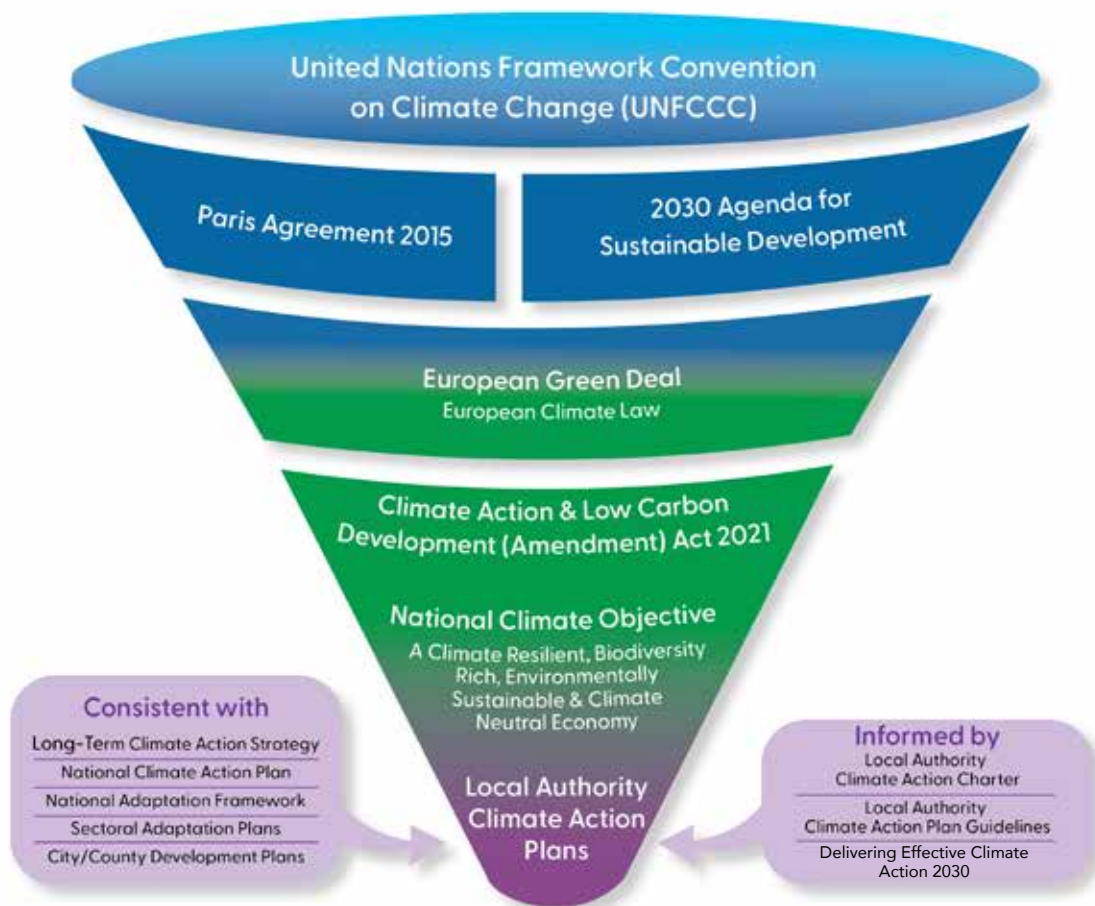 United Nations Framework Convention
on Climate Change (UNFCCC)
Paris Agreement 2015
2030 Agenda for
Sustainable Development
European Green Deal
European Climate Law
Climate Action & Low Carbon
Development (Amendment) Act 2021
National Climate Objective
A Climate Resilient, Biodiversity
Rich, Environmentally
Sustainable & Climate
Neutral Economy
Local Authority
Climate Action
Plans
Consistent with
Long-Term Climate Action Strategy
National Climate Action Plan
National Adaptation Framework
Sectoral Adaptation Plans
City/County Development Plans
Informed by
Local Authority
Climate Action Charter
Local Authority
Climate Action Plan Guidelines
Delivering Effective Climate
Action 2030